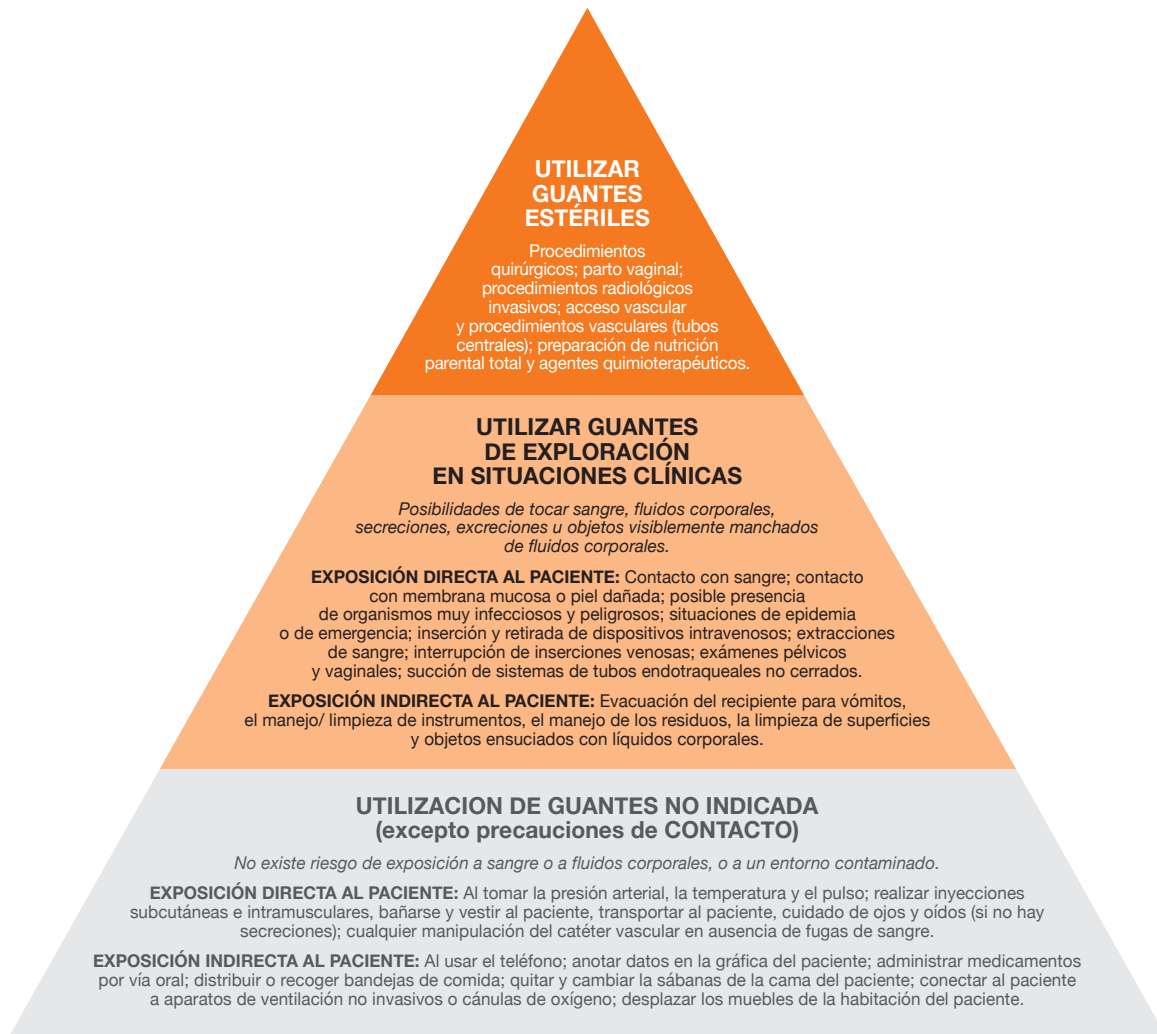 UTILIZAR
GUANTES
ESTÉRILES
Procedimientos
quirúrgicos; parto vaginal;
procedimientos radiológicos
invasivos; acceso vascular
y procedimientos vasculares (tubos
centrales); preparación de nutrición
parental total y agentes quimioterapéuticos.
UTILIZAR GUANTES
DE EXPLORACIÓN
EN SITUACIONES CLÍNICAS
Posibilidades de tocar sangre, fluidos corporales,
secreciones, excreciones u objetos visiblemente manchados
de fluidos corporales.
EXPOSICIÓN DIRECTA AL PACIENTE: Contacto con sangre; contacto
con membrana mucosa o piel dañada; posible presencia
de organismos muy infecciosos y peligrosos; situaciones de epidemia
o de emergencia; inserción y retirada de dispositivos intravenosos; extracciones
de sangre; interrupción de inserciones venosas; exámenes pélvicos
y vaginales; succión de sistemas de tubos endotraqueales no cerrados.
EXPOSICIÓN INDIRECTA AL PACIENTE: Evacuación del recipiente para vómitos,
el manejo/ limpieza de instrumentos, el manejo de los residuos, la limpieza de superficies
y objetos ensuciados con líquidos corporales.
UTILIZACION DE GUANTES NO INDICADA
(excepto precauciones de CONTACTO)
No existe riesgo de exposición a sangre o a fluidos corporales, o a un entorno contaminado.
EXPOSICIÓN DIRECTA AL PACIENTE: Al tomar la presión arterial, la temperatura y el pulso; realizar inyecciones
subcutáneas e intramusculares, bañarse y vestir al paciente, transportar al paciente, cuidado de ojos y oídos (si no hay
secreciones); cualquier manipulación del catéter vascular en ausencia de fugas de sangre.
EXPOSICIÓN INDIRECTA AL PACIENTE: Al usar el teléfono; anotar datos en la gráfica del paciente; administrar medicamentos
por vía oral; distribuir o recoger bandejas de comida; quitar y cambiar la sábanas de la cama del paciente; conectar al paciente
a aparatos de ventilación no invasivos o cánulas de oxígeno; desplazar los muebles de la habitación del paciente.